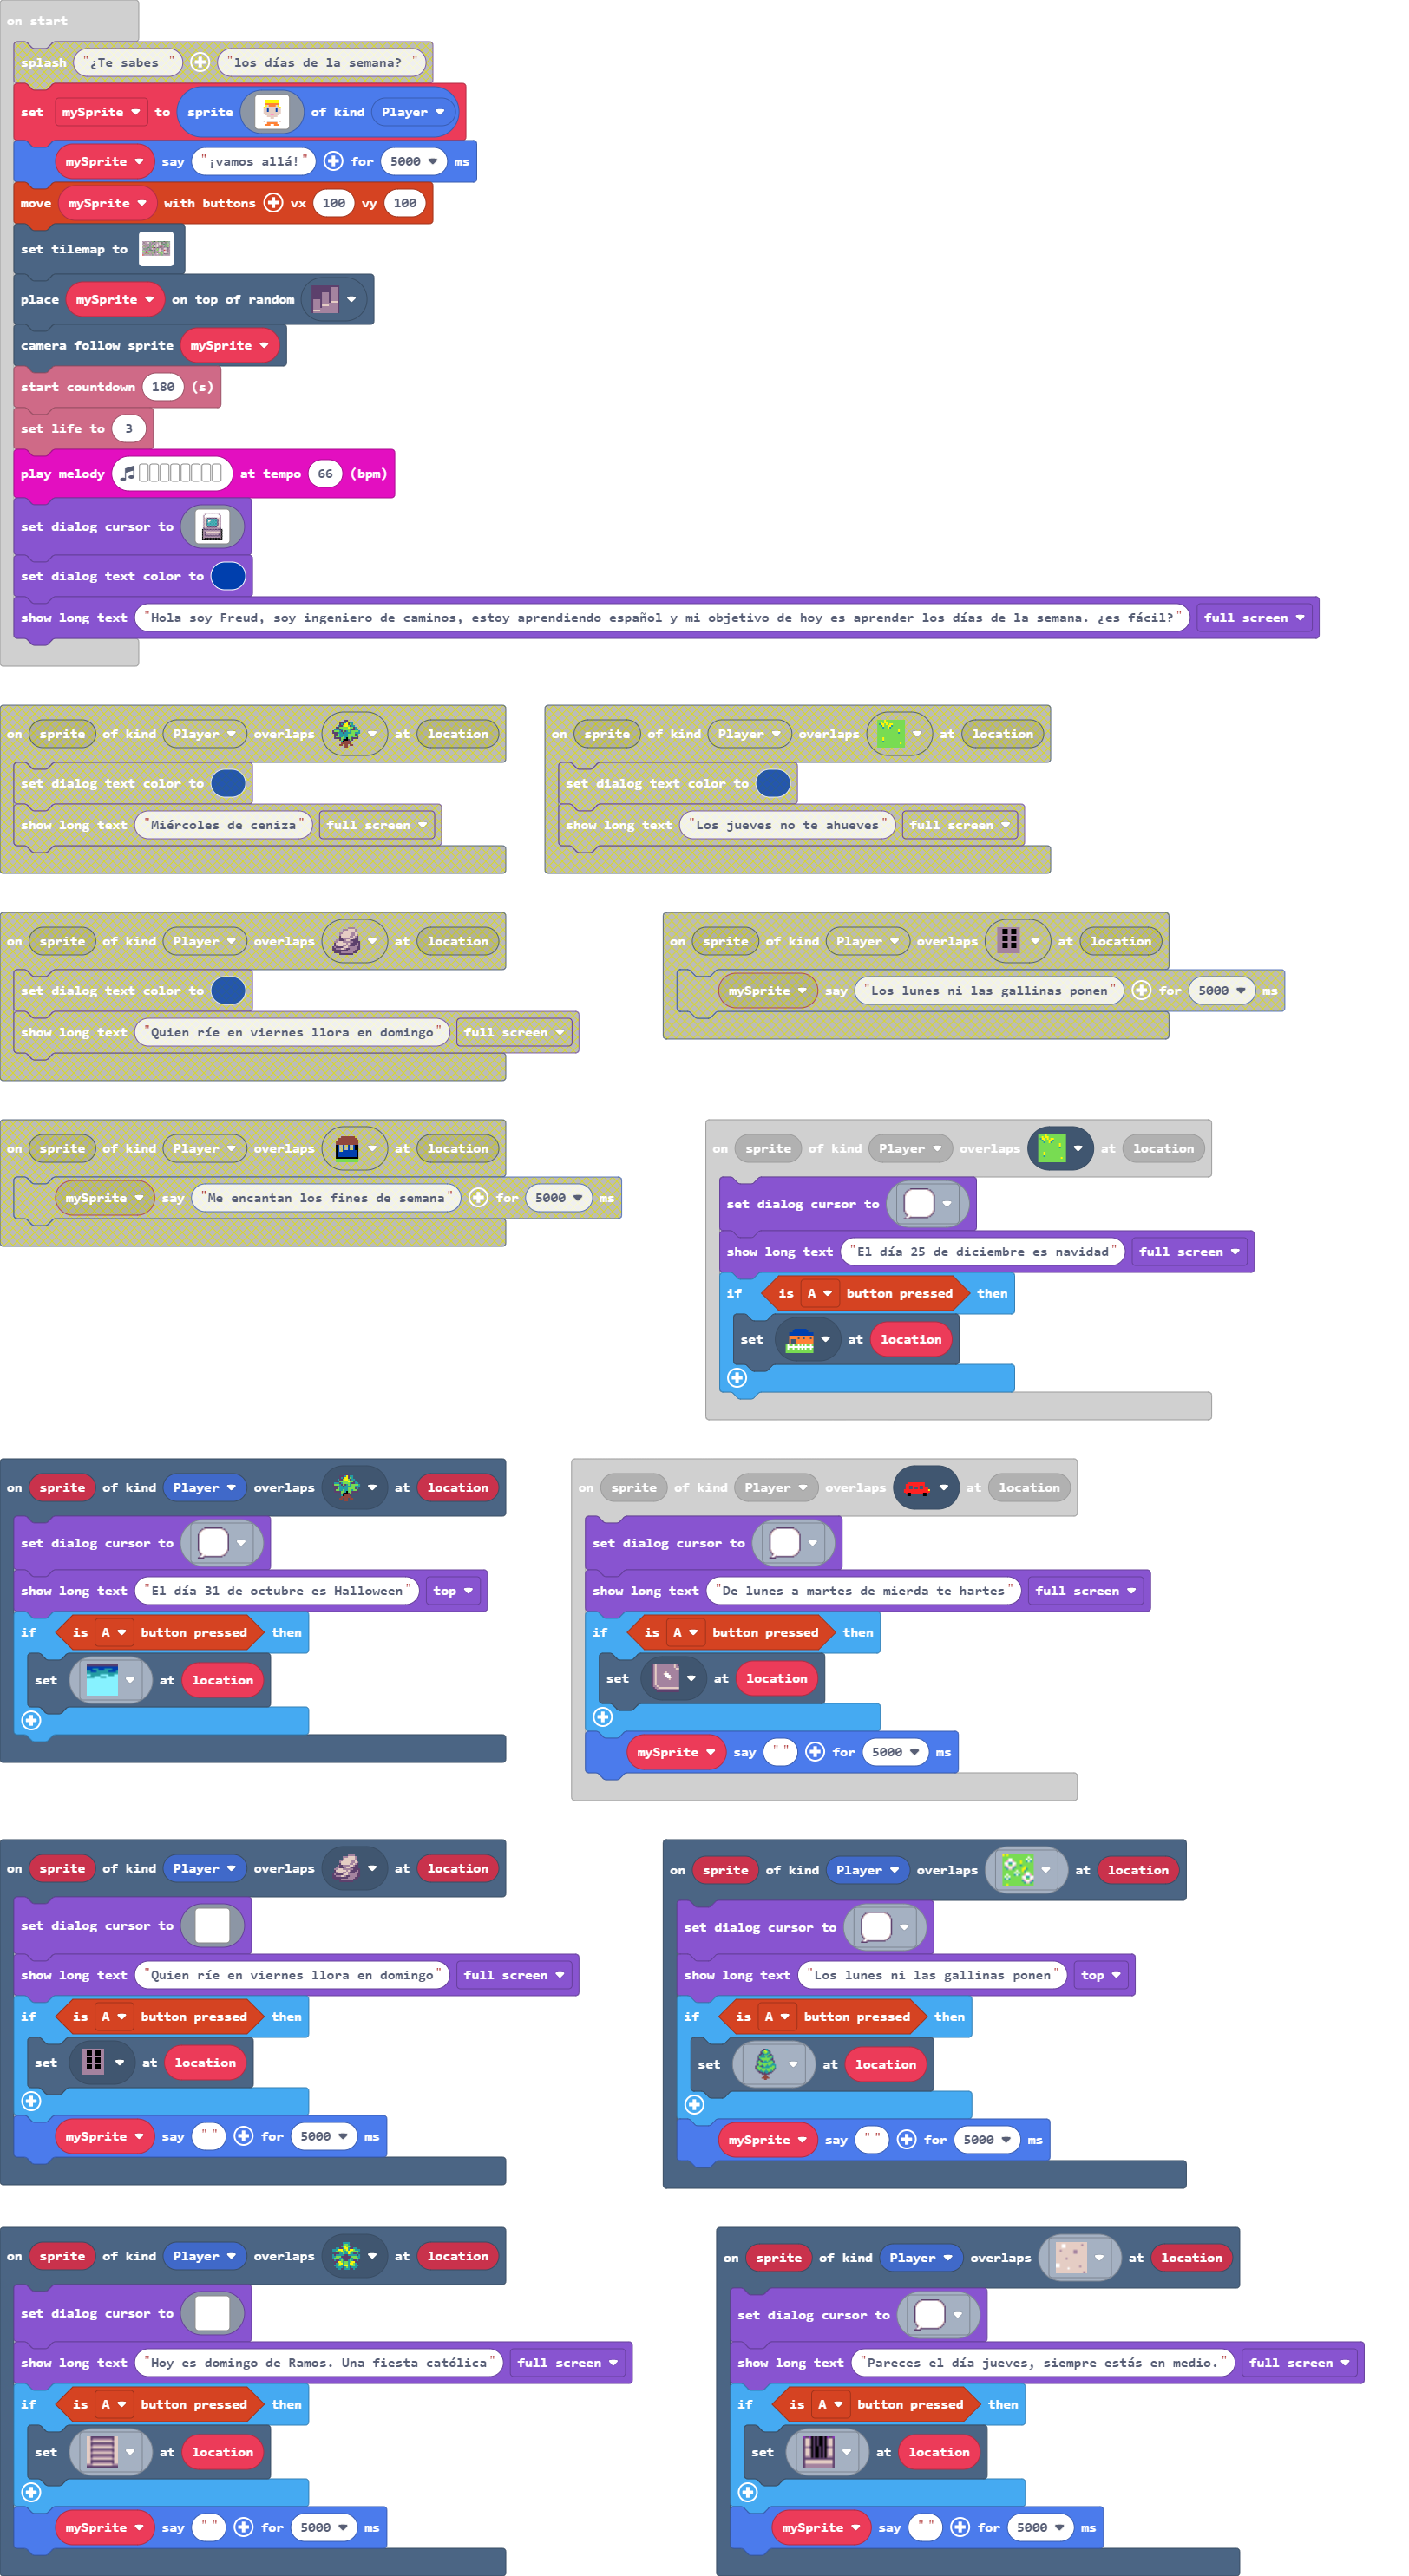 on start
splash "¿Te sabes " "los días de la semana? "
set mySprite to sprite of kind Player
mySprite say "¡vamos allá!" for 5000 ms
move mySprite with buttons vx 100 vy 100
set tilemap to
place mySprite on top of random
camera follow sprite mySprite
start countdown 180 (s)
set life to 3
play melody at tempo 66 (bpm)
set dialog cursor to
set dialog text color to
show long text "Hola soy Freud, soy ingeniero de caminos, estoy aprendiendo español y mi objetivo de hoy es aprender los días de la semana. ¿es fácil?" full screen
on sprite of kind Player overlaps at location
set dialog text color to
show long text "Miércoles de ceniza" full screen
on sprite of kind Player overlaps at location
set dialog text color to
show long text "Los jueves no te ahueves" full screen
on sprite of kind Player overlaps at location
set dialog text color to
show long text "Quien ríe en viernes llora en domingo" full screen
on sprite of kind Player overlaps at location
mySprite say "Los lunes ni las gallinas ponen" for 5000 ms
on sprite of kind Player overlaps at location
mySprite say "Me encantan los fines de semana" for 5000 ms
on sprite of kind Player overlaps at location
set dialog cursor to
show long text "El día 25 de diciembre es navidad" full screen
if is A button pressed then
set at location
on sprite of kind Player overlaps at location
set dialog cursor to
show long text "El día 31 de octubre es Halloween" top
if is A button pressed then
set at location
on sprite of kind Player overlaps at location
set dialog cursor to
show long text "De lunes a martes de mierda te hartes" full screen
if is A button pressed then
set at location
mySprite say "" for 5000 ms
on sprite of kind Player overlaps at location
set dialog cursor to
show long text "Quien ríe en viernes llora en domingo" full screen
if is A button pressed then
set at location
mySprite say "" for 5000 ms
on sprite of kind Player overlaps at location
set dialog cursor to
show long text "Los lunes ni las gallinas ponen" top
if is A button pressed then
set at location
mySprite say "" for 5000 ms
on sprite of kind Player overlaps at location
set dialog cursor to
show long text "Hoy es domingo de Ramos. Una fiesta católica" full screen
if is A button pressed then
set at location
mySprite say "" for 5000 ms
on sprite of kind Player overlaps at location
set dialog cursor to
show long text "Pareces el día jueves, siempre estás en medio." full screen
if is A button pressed then
set at location
mySprite say "" for 5000 ms